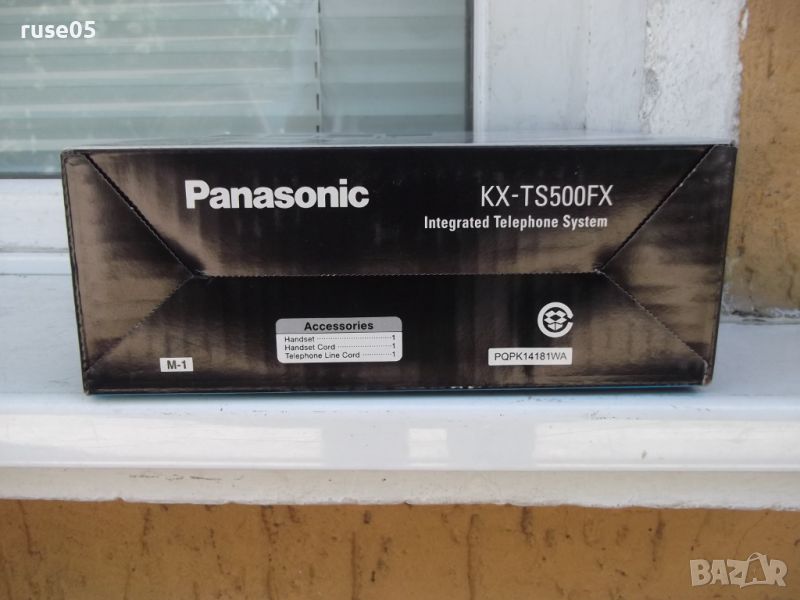 ruse05
Panasonic
KX-TS500FX
Integrated Telephone System
Accessories
Handset 1
Handset Cord 1
Telephone Line Cord 1
M-1
PQPK14181WA
BAZAR